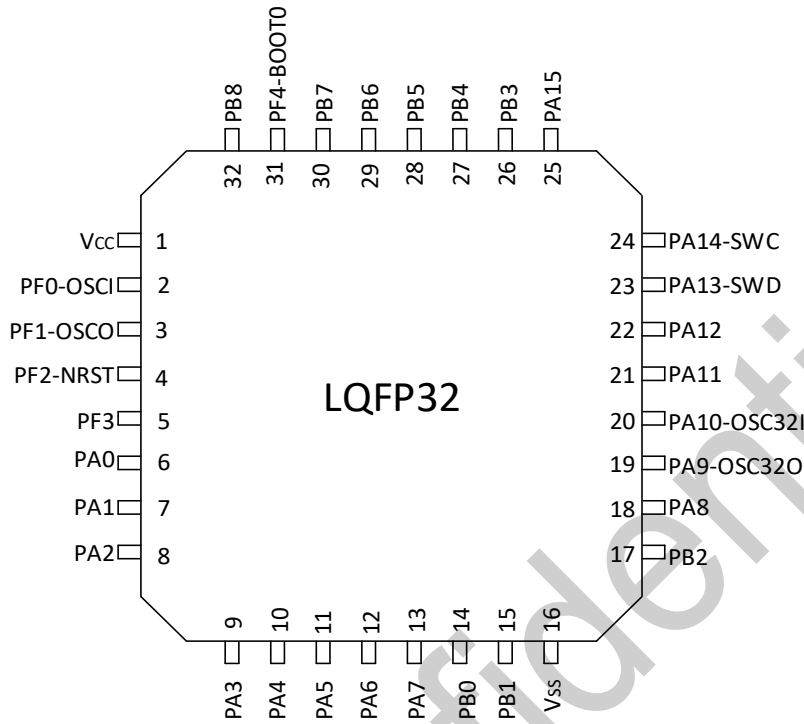 PB8
PF4-BOOT0
PB7
PB6
PB5
PB4
PB3
PA15
32
31
30
29
28
27
26
25
Vcc 1
PF0-OSCI 2
PF1-OSCO 3
PF2-NRST 4
PF3 5
PA0 6
PA1 7
PA2 8
LQFP32
24 PA14-SWC
23 PA13-SWD
22 PA12
21 PA11
20 PA10-OSC32I
19 PA9-OSC32O
18 PA8
17 PB2
9
10
11
12
13
14
15
16
PA3
PA4
PA5
PA6
PA7
PB0
PB1
Vss
fidenti